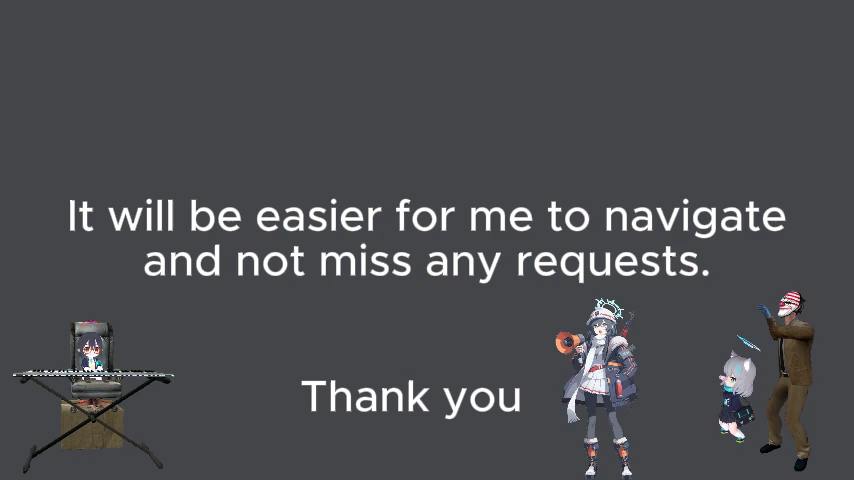 It will be easier for me to navigate
and not miss any requests.
Thank you